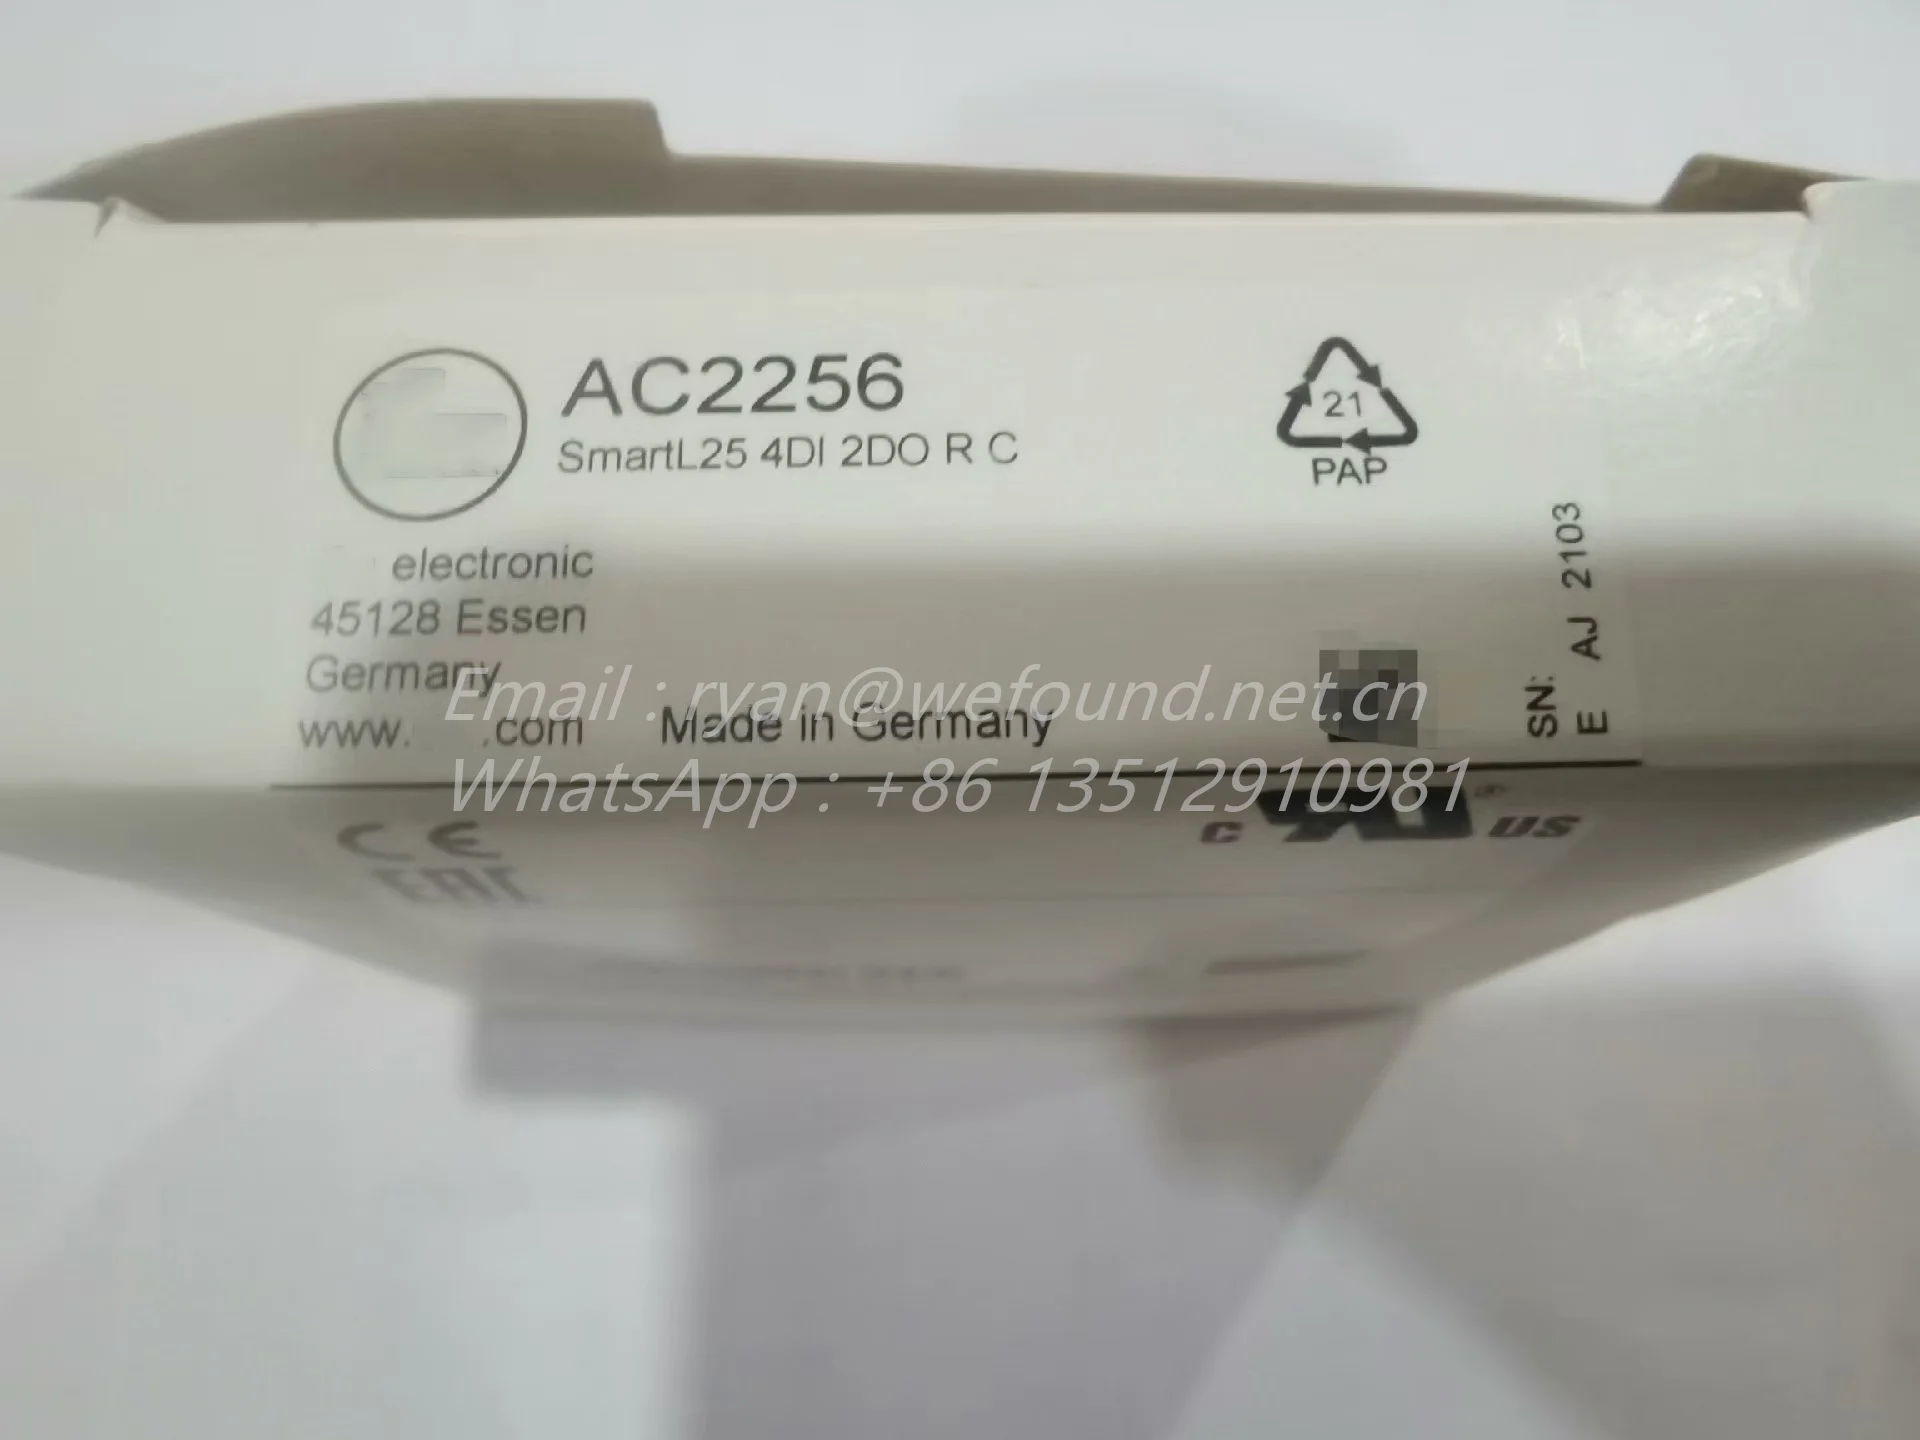 AC2256
SmartL25 4DI 2DO R C
21
PAP
electronic
45128 Essen
Germany
www. .com
Made in Germany
SN:
E AJ 2103
Email : ryan@wefound.net.cn
WhatsApp : +86 13512910981
CE
EAC
c US